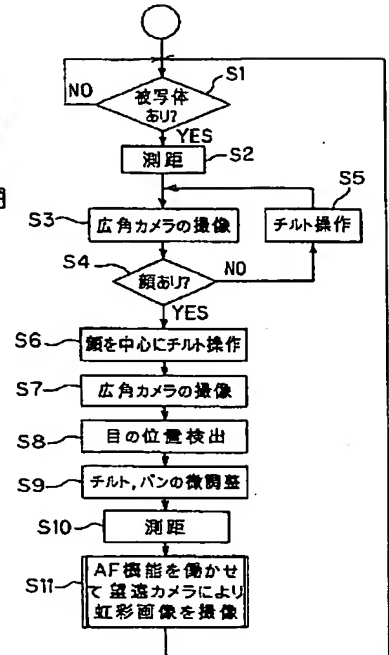 S1
NO
被写体
あり?
YES
測距
S2
S5
S3
広角カメラの撮像
チルト操作
S4
顔あり?
NO
YES
S6
顔を中心にチルト操作
S7
広角カメラの撮像
S8
目の位置検出
S9
チルト,パンの微調整
S10
測距
S11
AF機能を働かせ
て望遠カメラにより
虹彩画像を撮像